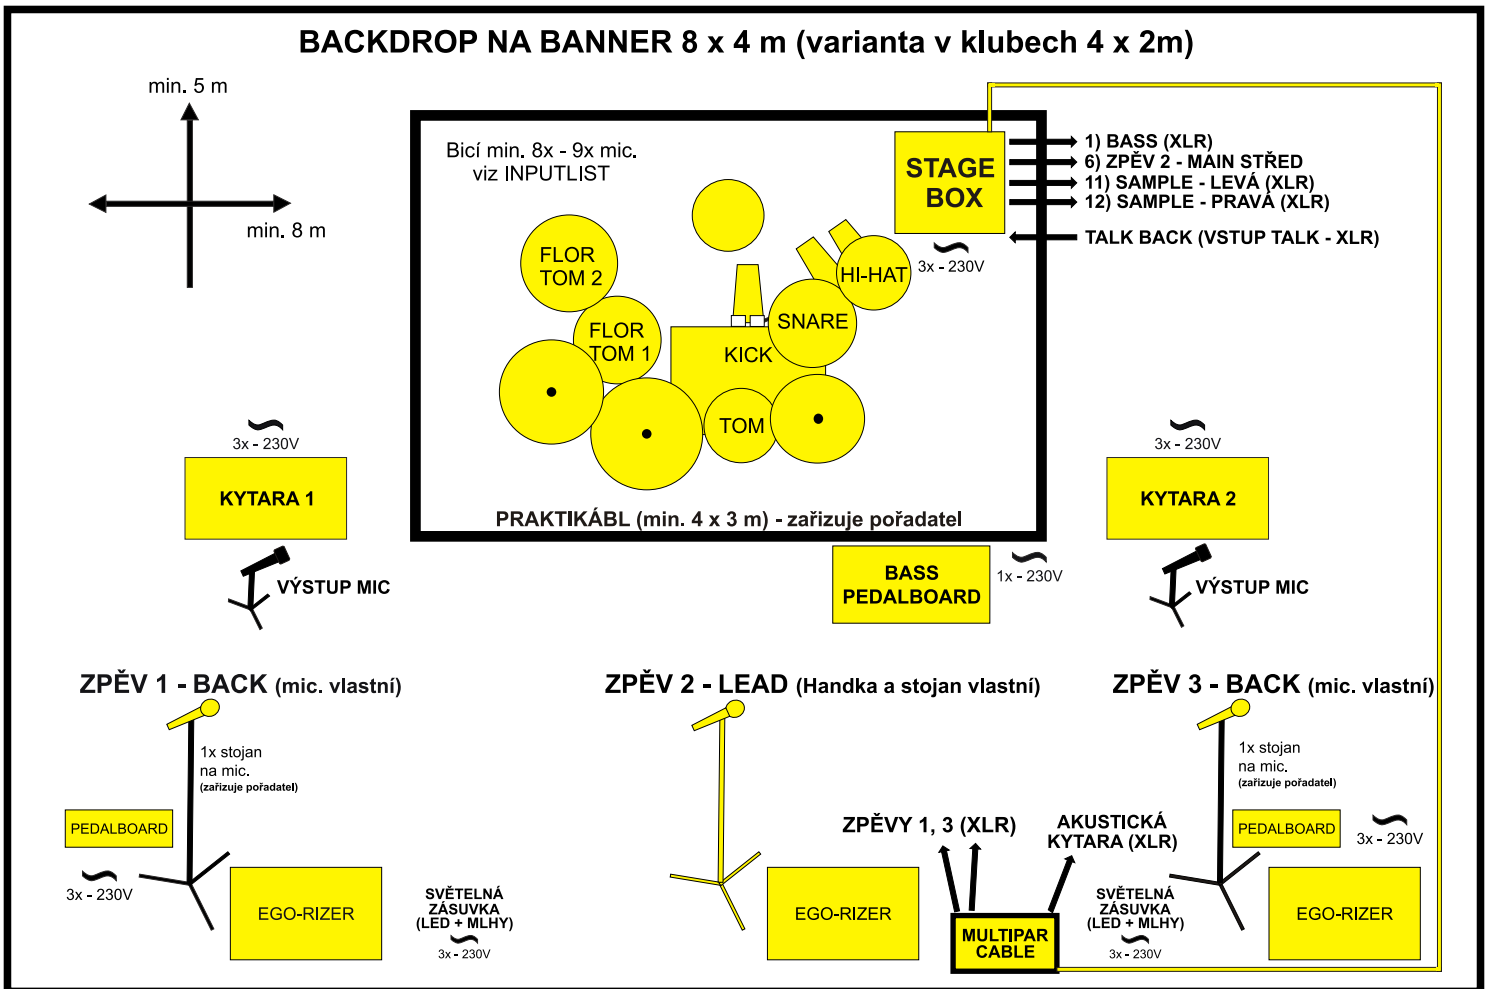 BACKDROP NA BANNER 8 x 4 m (varianta v klubech 4 x 2m)
min. 5 m
min. 8 m
Bicí min. 8x - 9x mic.
viz INPUTLIST
STAGE
BOX
3x - 230V
1) BASS (XLR)
6) ZPĚV 2 - MAIN STŘED
11) SAMPLE - LEVÁ (XLR)
12) SAMPLE - PRAVÁ (XLR)
TALK BACK (VSTUP TALK - XLR)
FLOR
TOM 2
FLOR
TOM 1
HI-HAT
SNARE
KICK
TOM
PRAKTIKÁBL (min. 4 x 3 m) - zařizuje pořadatel
3x - 230V
KYTARA 1
VÝSTUP MIC
BASS
PEDALBOARD
1x - 230V
3x - 230V
KYTARA 2
VÝSTUP MIC
ZPĚV 1 - BACK (mic. vlastní)
1x stojan
na mic.
(zařizuje pořadatel)
PEDALBOARD
3x - 230V
EGO-RIZER
SVĚTELNÁ
ZÁSUVKA
(LED + MLHY)
3x - 230V
ZPĚV 2 - LEAD (Handka a stojan vlastní)
EGO-RIZER
ZPĚVY 1, 3 (XLR)
AKUSTICKÁ
KYTARA (XLR)
MULTIPAR
CABLE
SVĚTELNÁ
ZÁSUVKA
(LED + MLHY)
3x - 230V
ZPĚV 3 - BACK (mic. vlastní)
1x stojan
na mic.
(zařizuje pořadatel)
PEDALBOARD
3x - 230V
EGO-RIZER